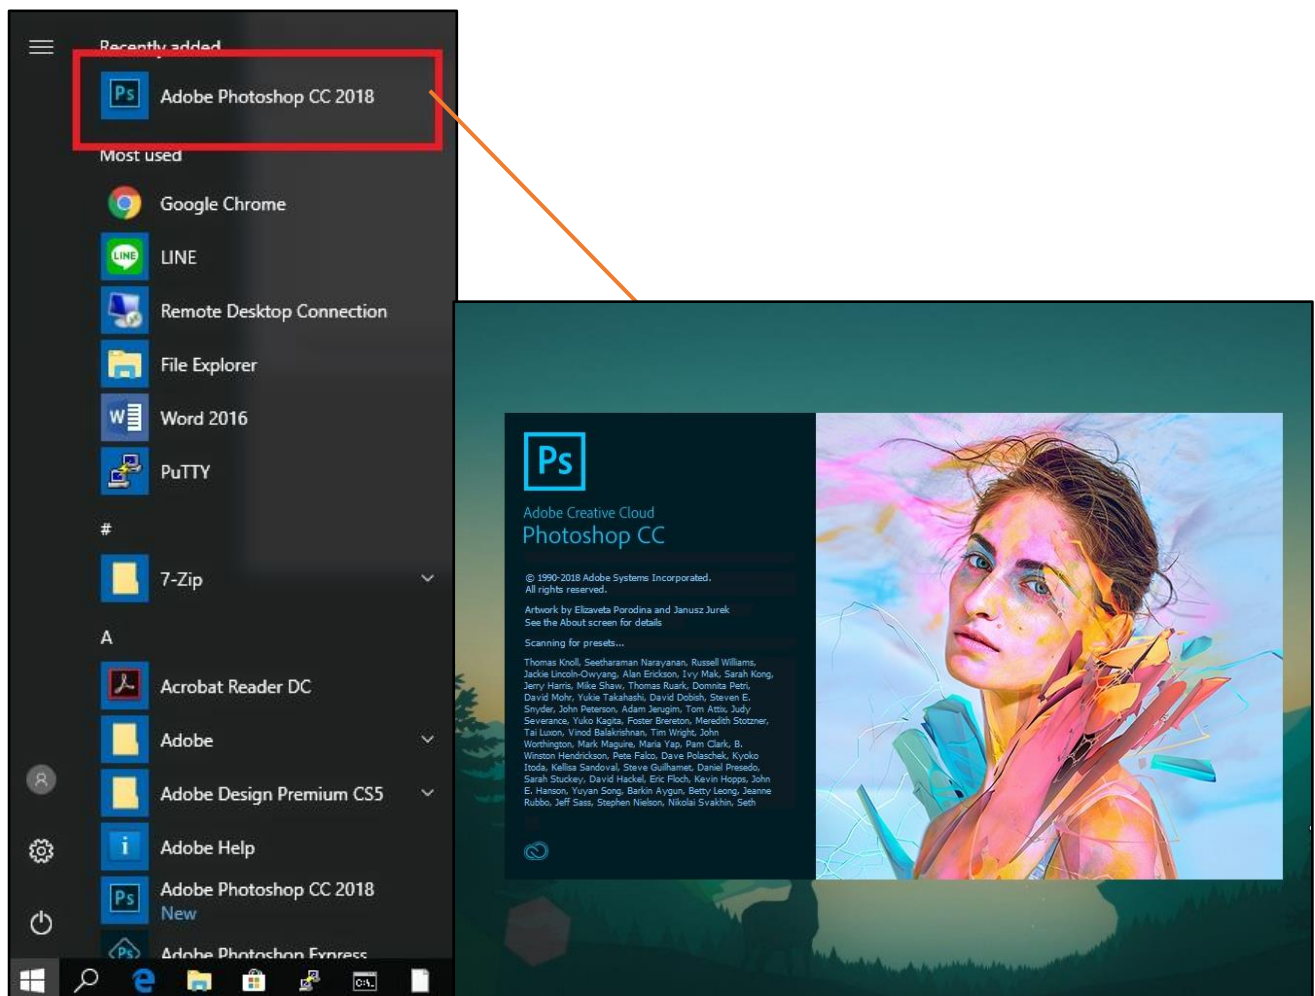 Recently added
Ps
Adobe Photoshop CC 2018
Most used
Google Chrome
LINE
LINE
Remote Desktop Connection
File Explorer
W
Word 2016
PuTTY
#
7-Zip
A
Acrobat Reader DC
Adobe
Adobe Design Premium CS5
i
Adobe Help
Ps
Adobe Photoshop CC 2018
New
Ps
Adobe Photoshop Express
C:\.
Ps
Adobe Creative Cloud
Photoshop CC
© 1990-2018 Adobe Systems Incorporated.
All rights reserved.
Artwork by Elizaveta Porodina and Janusz Jurek
See the About screen for details
Scanning for presets...
Thomas Knoll, Seetharaman Narayanan, Russell Williams,
Jackie Lincoln-Owyang, Alan Erickson, Ivy Mak, Sarah Kong,
Jerry Harris, Mike Shaw, Thomas Ruark, Domnita Petri,
David Mohr, Yukie Takahashi, David Dobish, Steven E.
Snyder, John Peterson, Adam Jerugim, Tom Attix, Judy
Severance, Yuko Kagita, Foster Brereton, Meredith Stotzner,
Tai Luxon, Vinod Balakrishnan, Tim Wright, John
Worthington, Mark Maguire, Maria Yap, Pam Clark, B.
Winston Hendrickson, Pete Falco, Dave Polaschek, Kyoko
Itoda, Kellisa Sandoval, Steve Guilhamet, Daniel Presedo,
Sarah Stuckey, David Hackel, Eric Floch, Kevin Hopps, John
E. Hanson, Yuyan Song, Barkin Aygun, Betty Leong, Jeanne
Rubbo, Jeff Sass, Stephen Nielson, Nikolai Svakhin, Seth